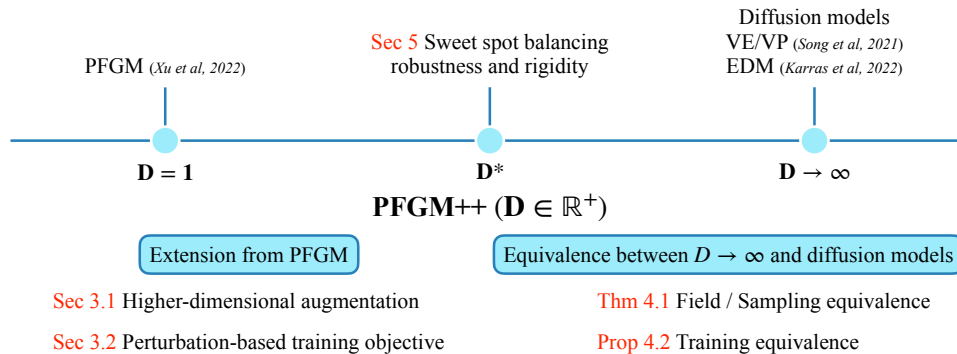 PFGM (Xu et al, 2022)
Sec 5 Sweet spot balancing
robustness and rigidity
Diffusion models
VE/VP (Song et al, 2021)
EDM (Karras et al, 2022)
D = 1
D*
D → ∞
PFGM++ (D ∈ ℝ⁺)
Extension from PFGM
Equivalence between D → ∞ and diffusion models
Sec 3.1 Higher-dimensional augmentation
Thm 4.1 Field / Sampling equivalence
Sec 3.2 Perturbation-based training objective
Prop 4.2 Training equivalence